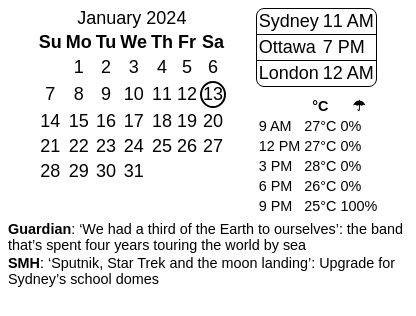 January 2024
Su Mo Tu We Th Fr Sa
1 2 3 4 5 6
7 8 9 10 11 12 13
14 15 16 17 18 19 20
21 22 23 24 25 26 27
28 29 30 31
Sydney 11 AM
Ottawa 7 PM
London 12 AM
°C ☂
9 AM 27°C 0%
12 PM 27°C 0%
3 PM 28°C 0%
6 PM 26°C 0%
9 PM 25°C 100%
Guardian: ‘We had a third of the Earth to ourselves’: the band
that’s spent four years touring the world by sea
SMH: ‘Sputnik, Star Trek and the moon landing’: Upgrade for
Sydney’s school domes